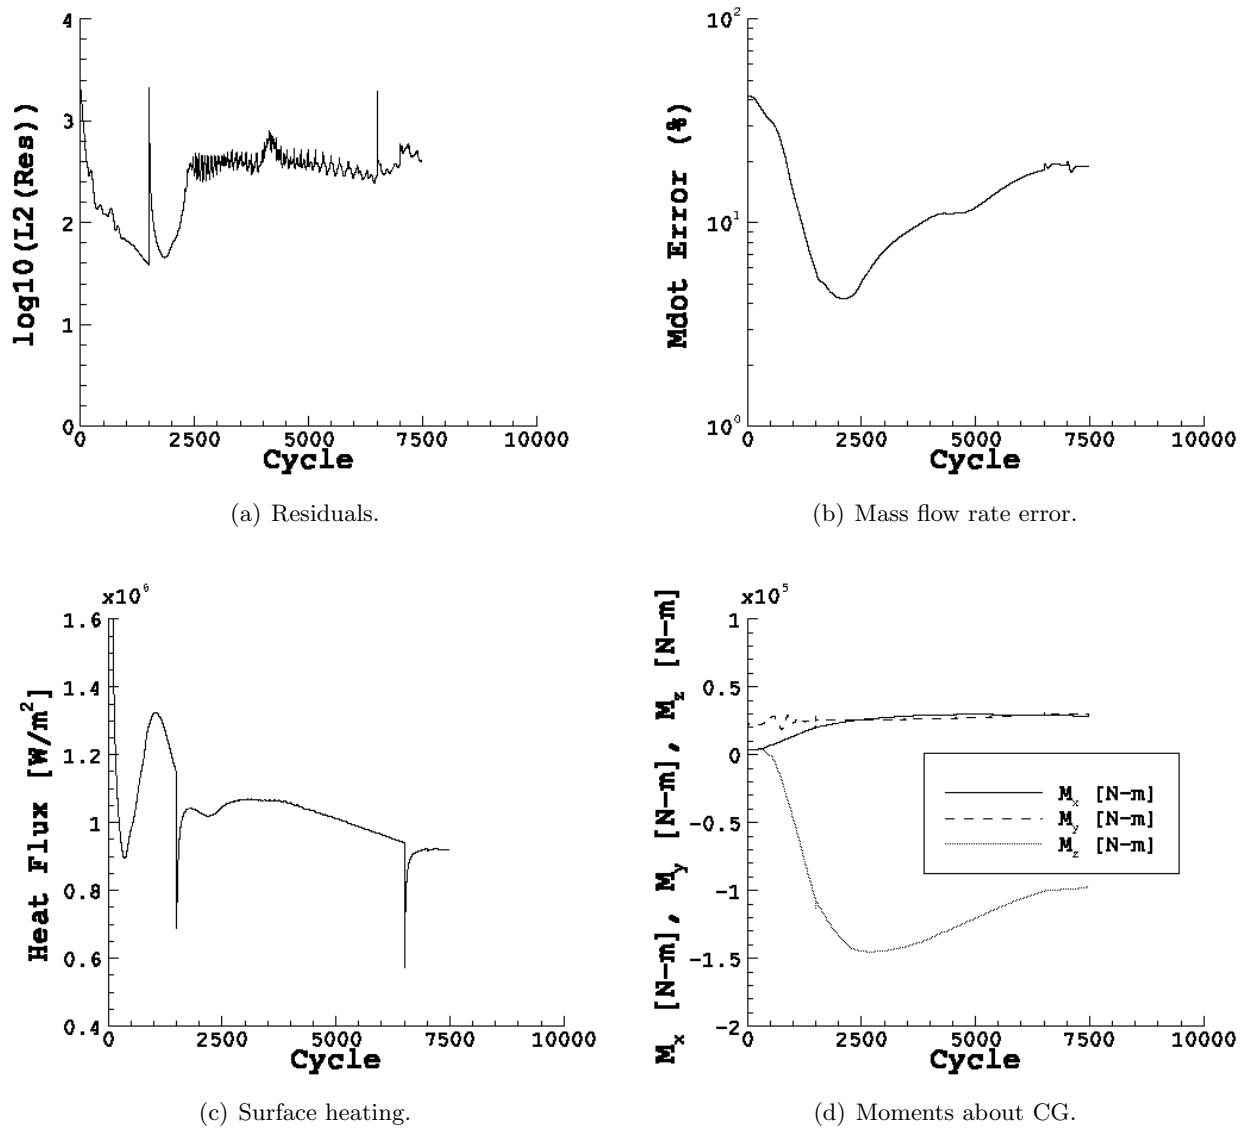 4
3
2
1
0
log10(L2(Res))
0 2500 5000 7500 10000
Cycle
(a) Residuals.
10²
10¹
10⁰
Mdot Error (%)
0 2500 5000 7500 10000
Cycle
(b) Mass flow rate error.
x10⁶
1.6
1.4
1.2
1
0.8
0.6
0.4
Heat Flux [W/m²]
0 2500 5000 7500 10000
Cycle
(c) Surface heating.
x10⁵
1
0.5
0
-0.5
-1
-1.5
-2
Mₓ [N-m], M_y [N-m], M_z [N-m]
Mₓ [N-m]
M_y [N-m]
M_z [N-m]
0 2500 5000 7500 10000
Cycle
(d) Moments about CG.